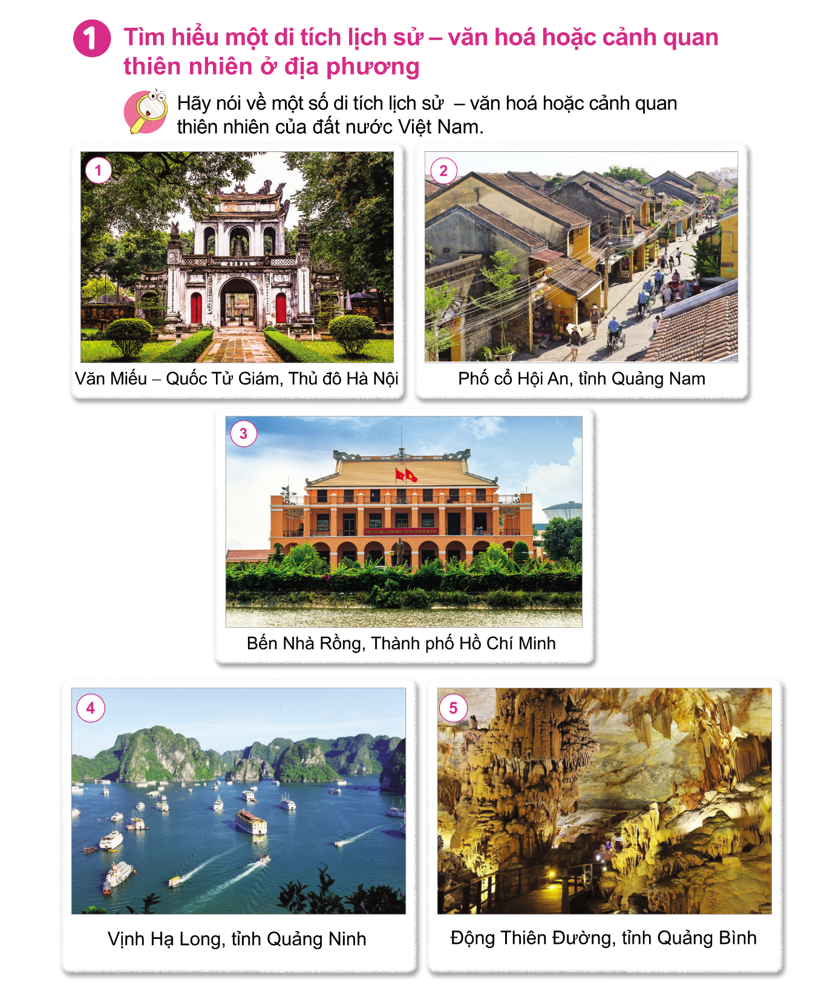 1 Tìm hiểu một di tích lịch sử – văn hoá hoặc cảnh quan
thiên nhiên ở địa phương
Hãy nói về một số di tích lịch sử – văn hoá hoặc cảnh quan
thiên nhiên của đất nước Việt Nam.
1
2
Văn Miếu – Quốc Tử Giám, Thủ đô Hà Nội
Phố cổ Hội An, tỉnh Quảng Nam
3
Bến Nhà Rồng, Thành phố Hồ Chí Minh
4
5
Vịnh Hạ Long, tỉnh Quảng Ninh
Động Thiên Đường, tỉnh Quảng Bình